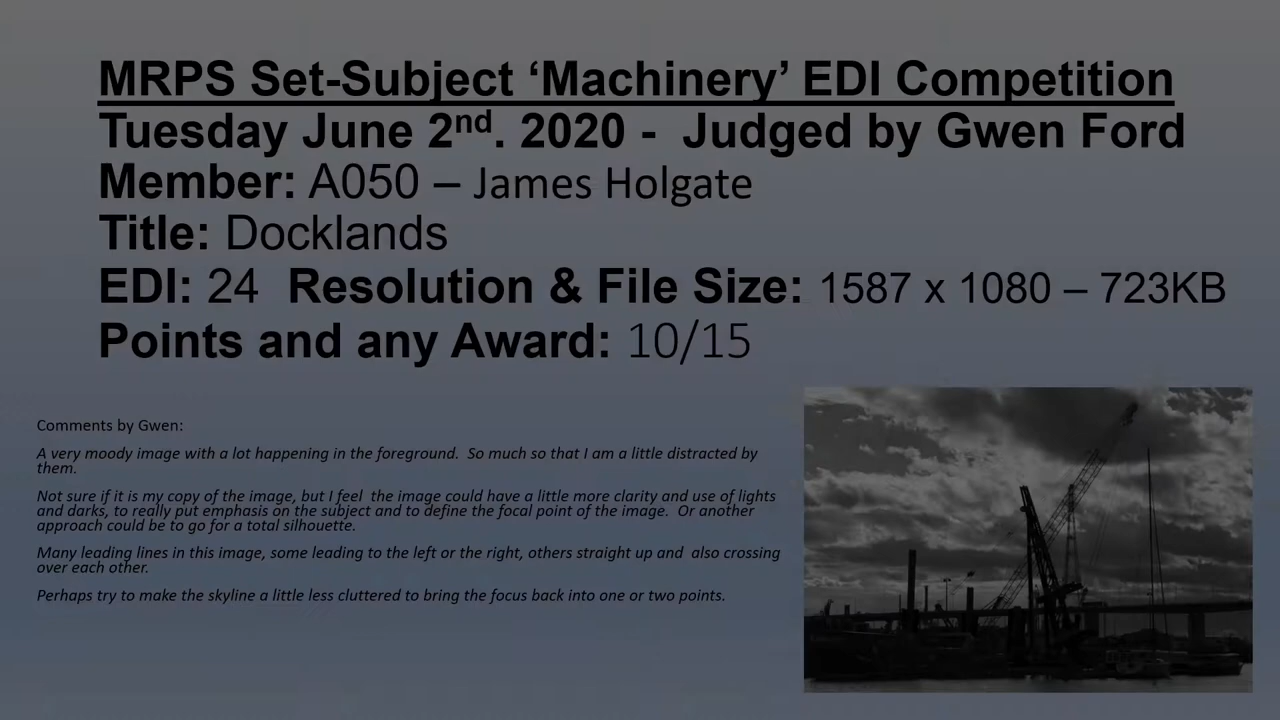 MRPS Set-Subject ‘Machinery’ EDI Competition
Tuesday June 2nd. 2020 - Judged by Gwen Ford
Member: A050 – James Holgate
Title: Docklands
EDI: 24 Resolution & File Size: 1587 x 1080 – 723KB
Points and any Award: 10/15
Comments by Gwen:
A very moody image with a lot happening in the foreground. So much so that I am a little distracted by
them.
Not sure if it is my copy of the image, but I feel the image could have a little more clarity and use of lights
and darks, to really put emphasis on the subject and to define the focal point of the image. Or another
approach could be to go for a total silhouette.
Many leading lines in this image, some leading to the left or the right, others straight up and also crossing
over each other.
Perhaps try to make the skyline a little less cluttered to bring the focus back into one or two points.